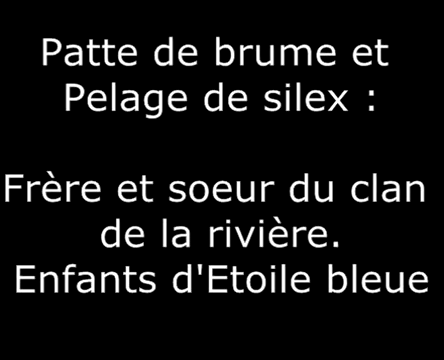 Patte de brume et
Pelage de silex :
Frère et soeur du clan
de la rivière.
Enfants d'Etoile bleue